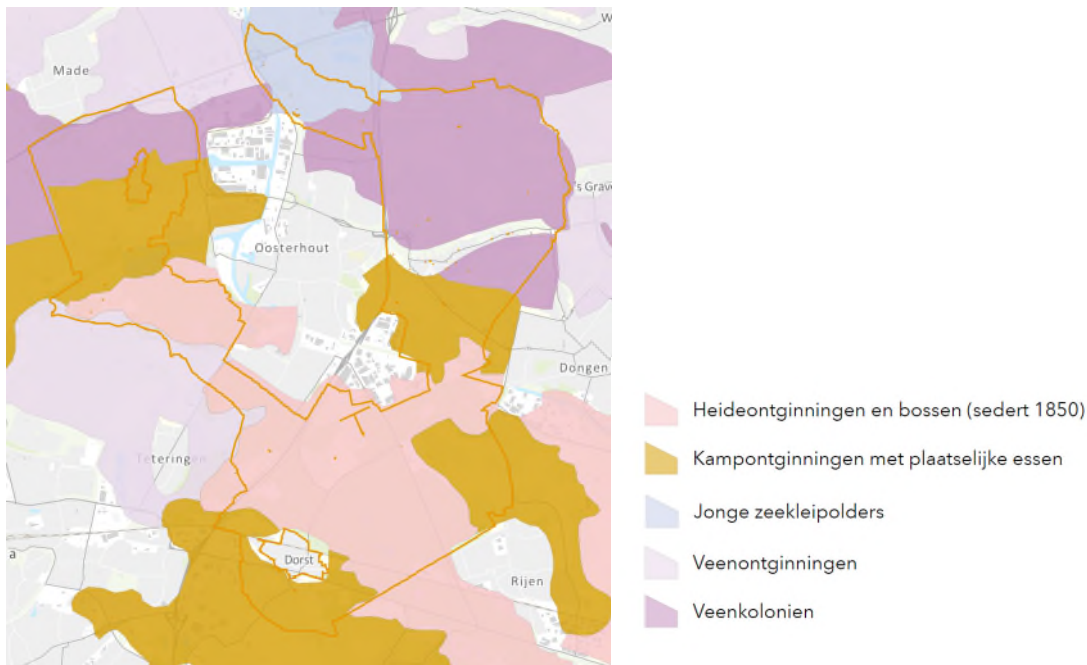 W
Made
's Grave
Oosterhout
Dongen
Teteringen
a
Dorst
Rijen
Heideontginningen en bossen (sedert 1850)
Kampontginningen met plaatselijke essen
Jonge zeekleipolders
Veenontginningen
Veenkolonien